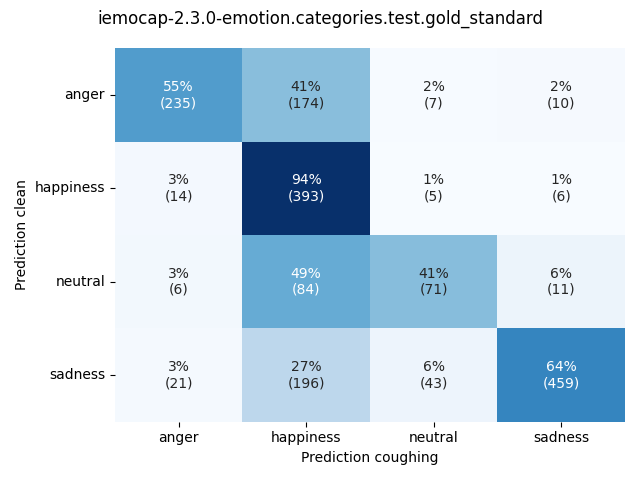 iemocap-2.3.0-emotion.categories.test.gold_standard
Prediction clean
anger
55%
(235)
41%
(174)
2%
(7)
2%
(10)
happiness
3%
(14)
94%
(393)
1%
(5)
1%
(6)
neutral
3%
(6)
49%
(84)
41%
(71)
6%
(11)
sadness
3%
(21)
27%
(196)
6%
(43)
64%
(459)
anger
happiness
neutral
sadness
Prediction coughing